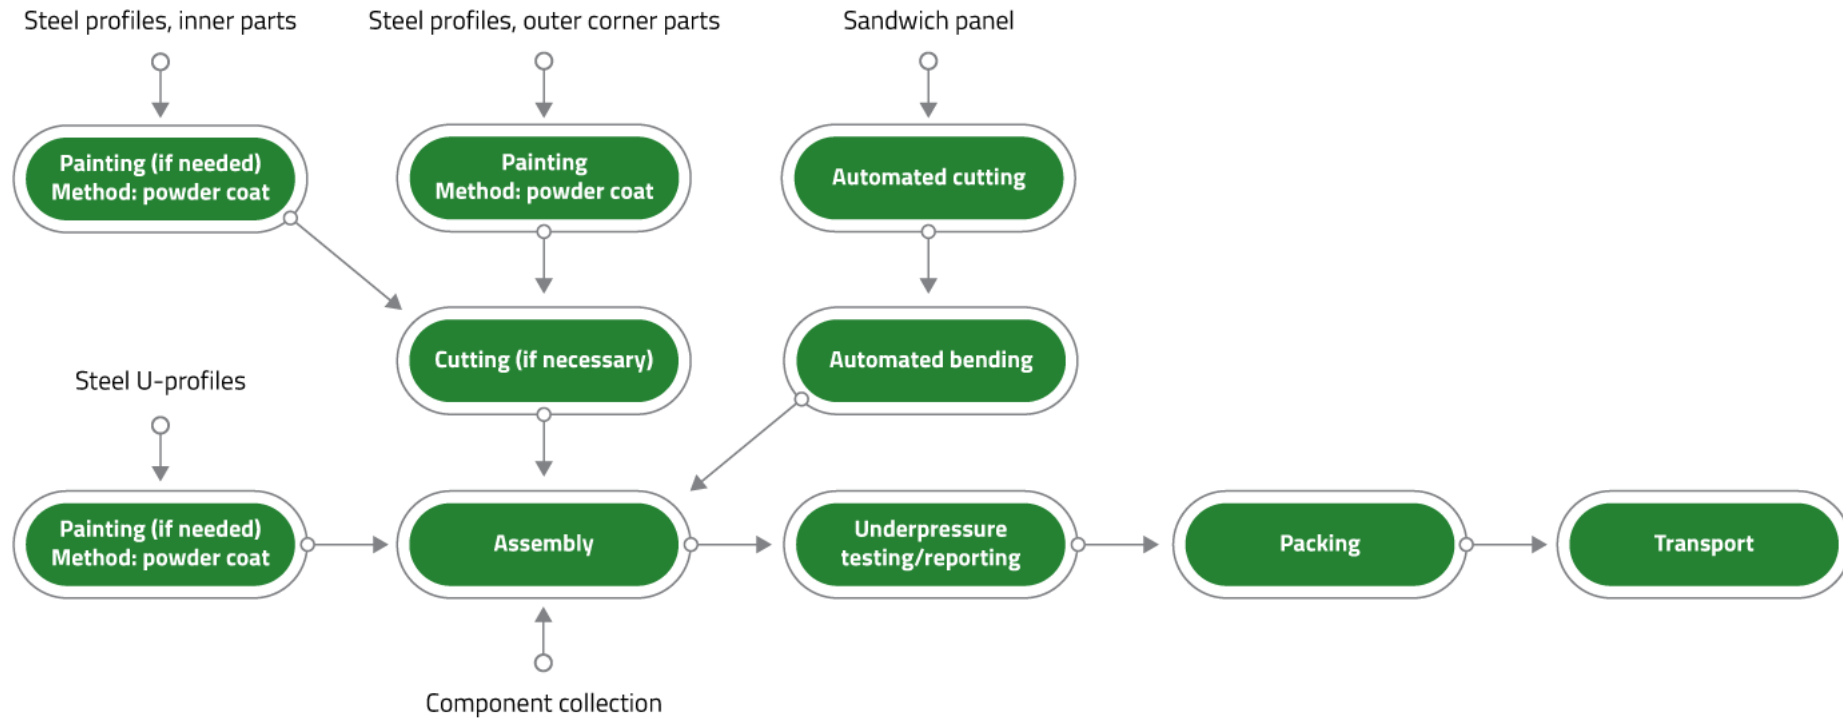 Steel profiles, inner parts
Steel profiles, outer corner parts
Sandwich panel
Painting (if needed)
Method: powder coat
Painting
Method: powder coat
Automated cutting
Cutting (if necessary)
Automated bending
Steel U-profiles
Painting (if needed)
Method: powder coat
Assembly
Underpressure
testing/reporting
Packing
Transport
Component collection